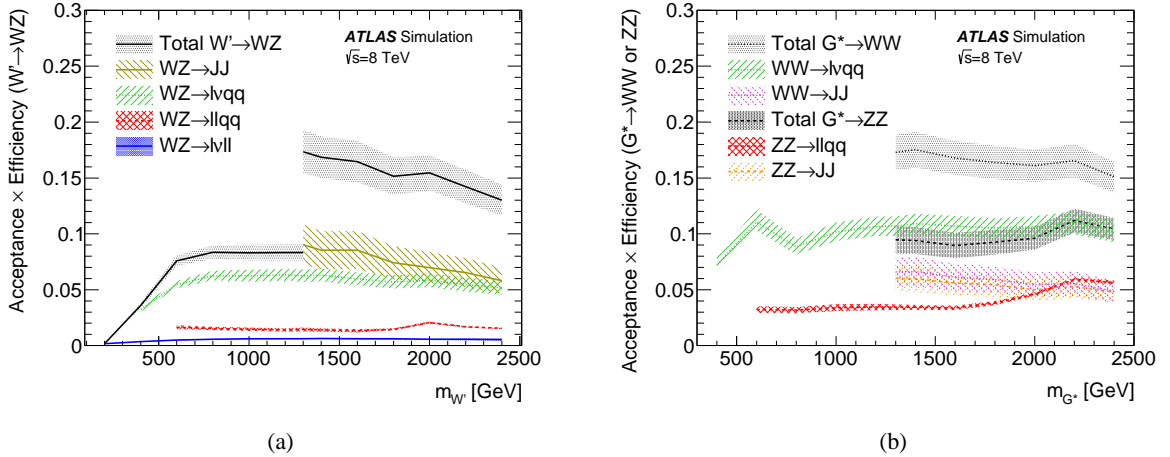 Acceptance × Efficiency (W'→WZ)
0.3
0.25
0.2
0.15
0.1
0.05
0
Total W'→WZ
WZ→JJ
WZ→lνqq
WZ→llqq
WZ→lνll
ATLAS Simulation
√s=8 TeV
500 1000 1500 2000 2500
m_W' [GeV]
(a)
Acceptance × Efficiency (G*→WW or ZZ)
0.3
0.25
0.2
0.15
0.1
0.05
0
Total G*→WW
WW→lνqq
WW→JJ
Total G*→ZZ
ZZ→llqq
ZZ→JJ
ATLAS Simulation
√s=8 TeV
500 1000 1500 2000 2500
m_G* [GeV]
(b)